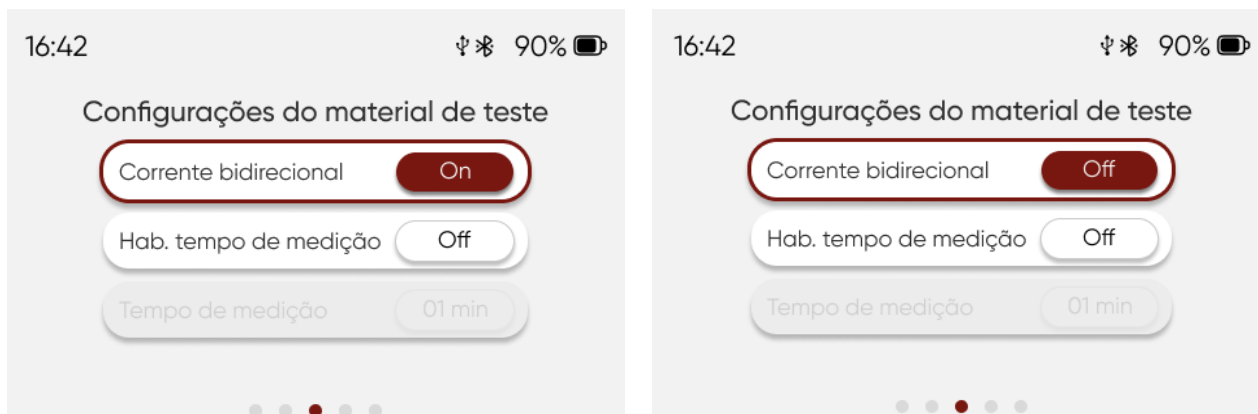 16:42 90%
Configurações do material de teste
Corrente bidirecional On
Hab. tempo de medição Off
Tempo de medição 01 min
16:42 90%
Configurações do material de teste
Corrente bidirecional Off
Hab. tempo de medição Off
Tempo de medição 01 min